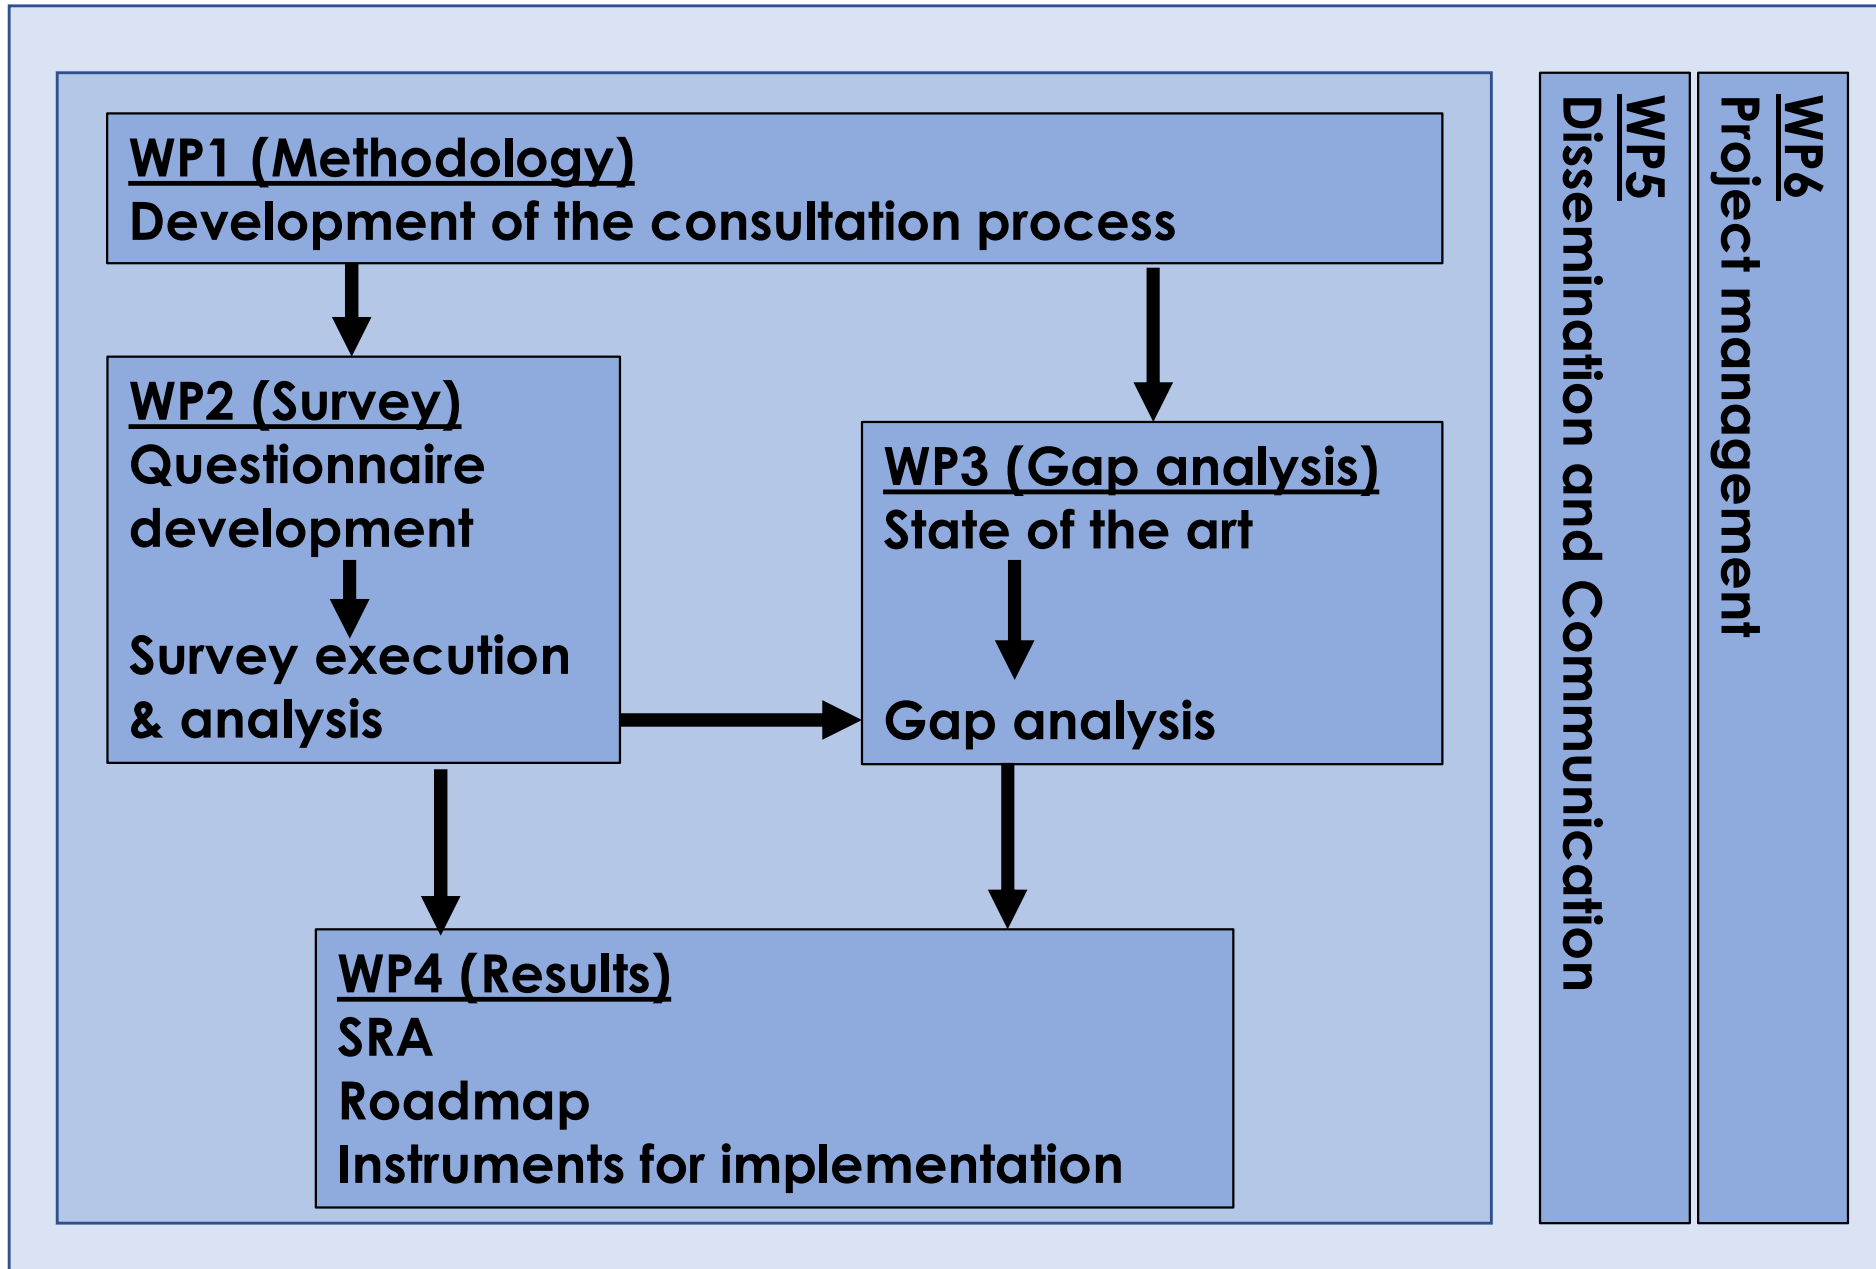 WP1 (Methodology)
Development of the consultation process
WP2 (Survey)
Questionnaire
development
Survey execution
& analysis
WP3 (Gap analysis)
State of the art
Gap analysis
WP4 (Results)
SRA
Roadmap
Instruments for implementation
WP5
Dissemination and Communication
WP6
Project management